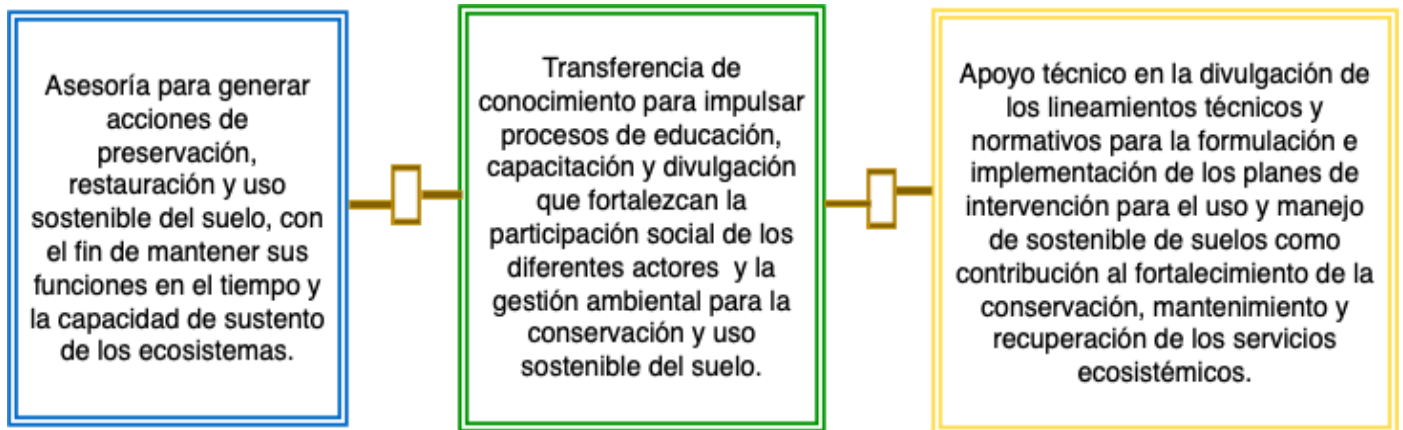 Asesoría para generar
acciones de
preservación,
restauración y uso
sostenible del suelo, con
el fin de mantener sus
funciones en el tiempo y
la capacidad de sustento
de los ecosistemas.
Transferencia de
conocimiento para impulsar
procesos de educación,
capacitación y divulgación
que fortalezcan la
participación social de los
diferentes actores y la
gestión ambiental para la
conservación y uso
sostenible del suelo.
Apoyo técnico en la divulgación de
los lineamientos técnicos y
normativos para la formulación e
implementación de los planes de
intervención para el uso y manejo
de sostenible de suelos como
contribución al fortalecimiento de la
conservación, mantenimiento y
recuperación de los servicios
ecosistémicos.